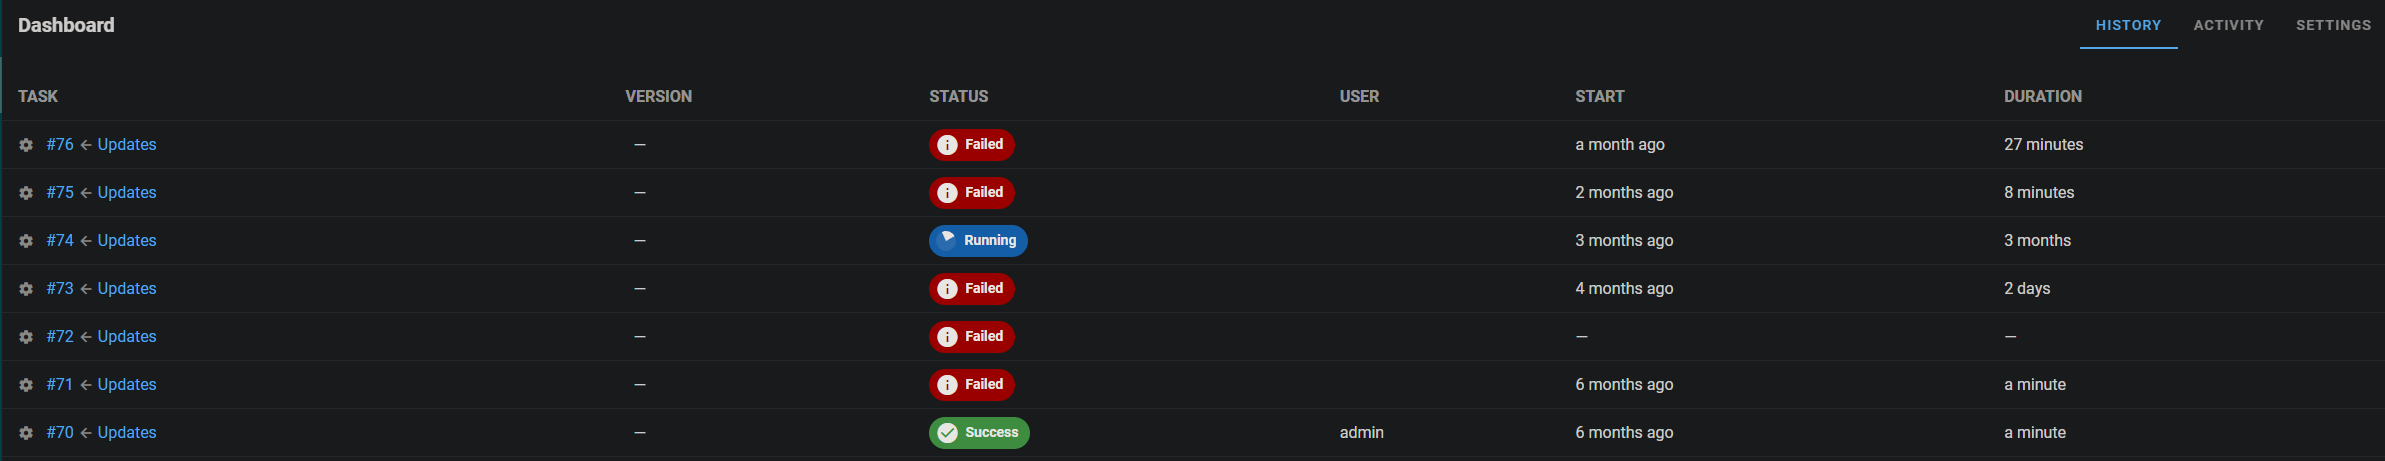 Dashboard HISTORY ACTIVITY SETTINGS
TASK VERSION STATUS USER START DURATION
#76 ← Updates — Failed a month ago 27 minutes
#75 ← Updates — Failed 2 months ago 8 minutes
#74 ← Updates — Running 3 months ago 3 months
#73 ← Updates — Failed 4 months ago 2 days
#72 ← Updates — Failed — —
#71 ← Updates — Failed 6 months ago a minute
#70 ← Updates — Success admin 6 months ago a minute